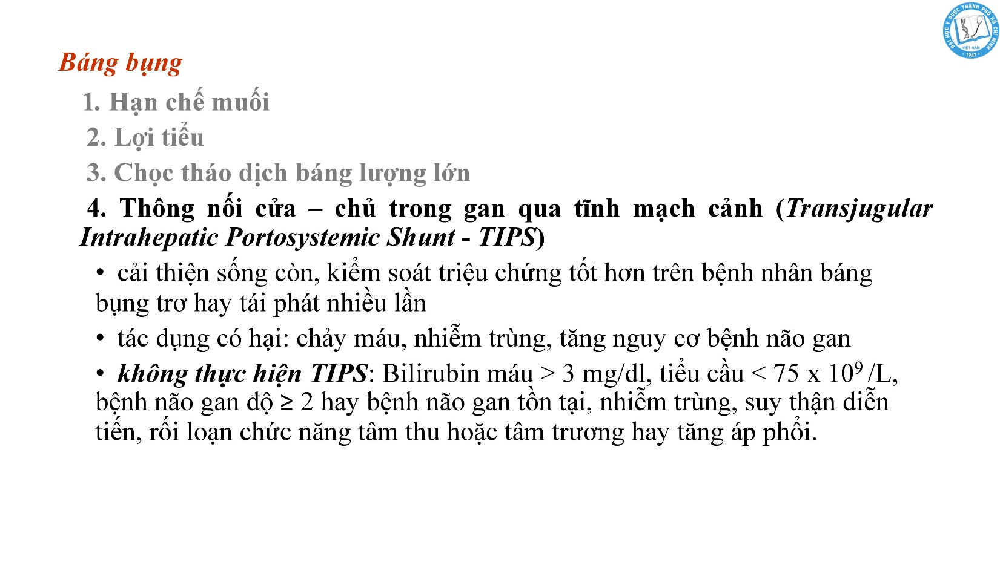 ĐẠI HỌC Y DƯỢC THÀNH PHỐ HỒ CHÍ MINH
VIỆT NAM
1947
Báng bụng
1. Hạn chế muối
2. Lợi tiểu
3. Chọc tháo dịch báng lượng lớn
4. Thông nối cửa – chủ trong gan qua tĩnh mạch cảnh (Transjugular
Intrahepatic Portosystemic Shunt - TIPS)
• cải thiện sống còn, kiểm soát triệu chứng tốt hơn trên bệnh nhân báng
bụng trơ hay tái phát nhiều lần
• tác dụng có hại: chảy máu, nhiễm trùng, tăng nguy cơ bệnh não gan
• không thực hiện TIPS: Bilirubin máu > 3 mg/dl, tiểu cầu < 75 x 10⁹ /L,
bệnh não gan độ ≥ 2 hay bệnh não gan tồn tại, nhiễm trùng, suy thận diễn
tiến, rối loạn chức năng tâm thu hoặc tâm trương hay tăng áp phổi.